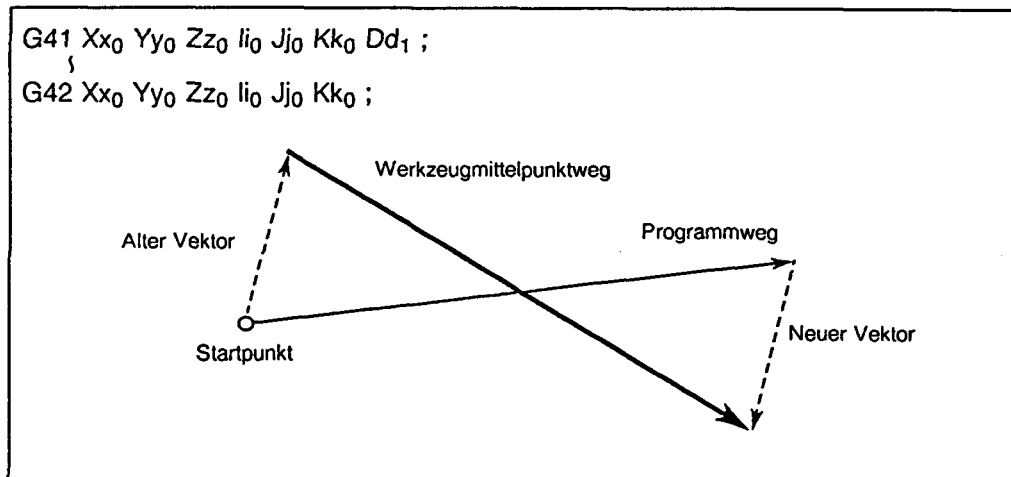 G41 Xx0 Yy0 Zz0 Ii0 Jj0 Kk0 Dd1 ;
G42 Xx0 Yy0 Zz0 Ii0 Jj0 Kk0 ;
Werkzeugmittelpunktweg
Alter Vektor
Programmweg
Startpunkt
Neuer Vektor